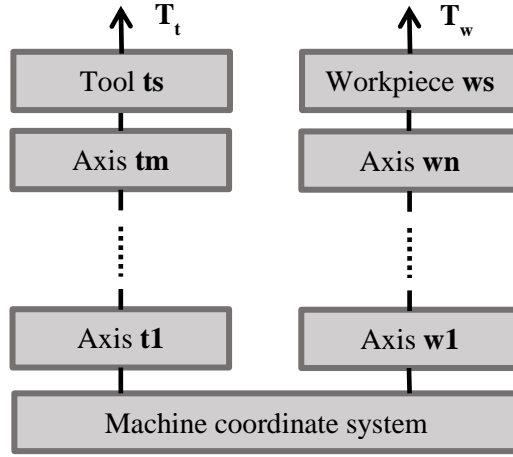 T_t T_w
Tool ts Workpiece ws
Axis tm Axis wn
Axis t1 Axis w1
Machine coordinate system